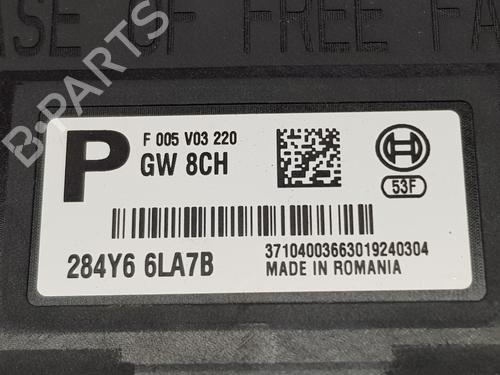 ASE OF FREE FA
B-PARTS
P
F 005 V03 220
GW 8CH
53F
284Y6 6LA7B
37104003663019240304
MADE IN ROMANIA